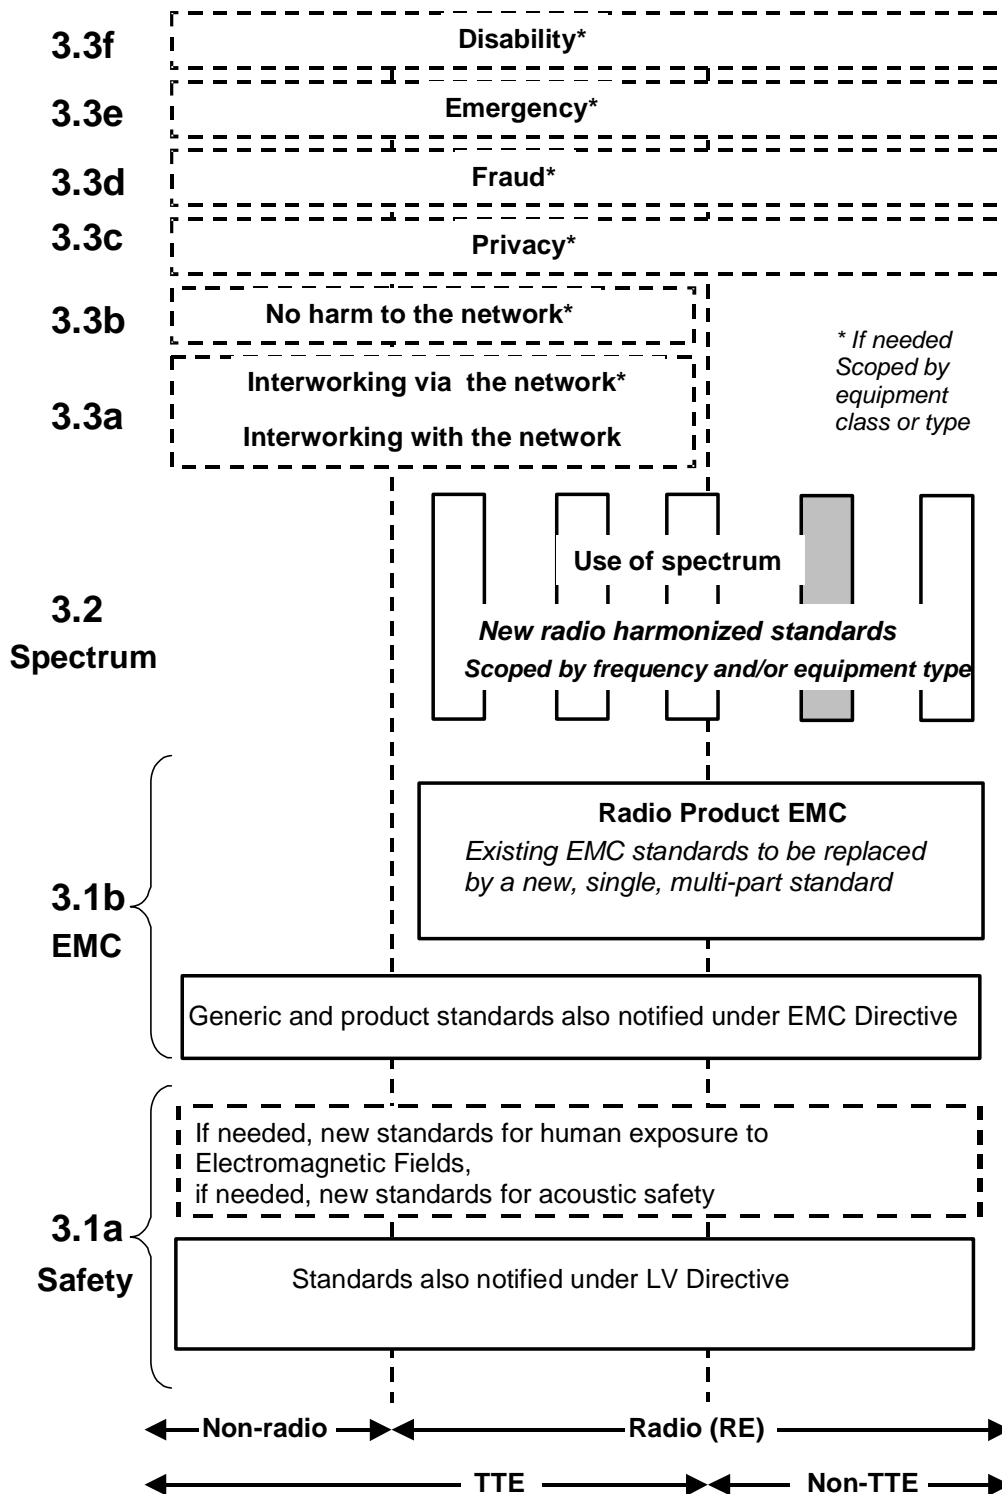 3.3f
Disability*
3.3e
Emergency*
3.3d
Fraud*
3.3c
Privacy*
3.3b
No harm to the network*
3.3a
Interworking via the network*
Interworking with the network
* If needed
Scoped by
equipment
class or type
3.2
Spectrum
Use of spectrum
New radio harmonized standards
Scoped by frequency and/or equipment type
3.1b
EMC
Radio Product EMC
Existing EMC standards to be replaced
by a new, single, multi-part standard
Generic and product standards also notified under EMC Directive
3.1a
Safety
If needed, new standards for human exposure to
Electromagnetic Fields,
if needed, new standards for acoustic safety
Standards also notified under LV Directive
Non-radio
Radio (RE)
TTE
Non-TTE